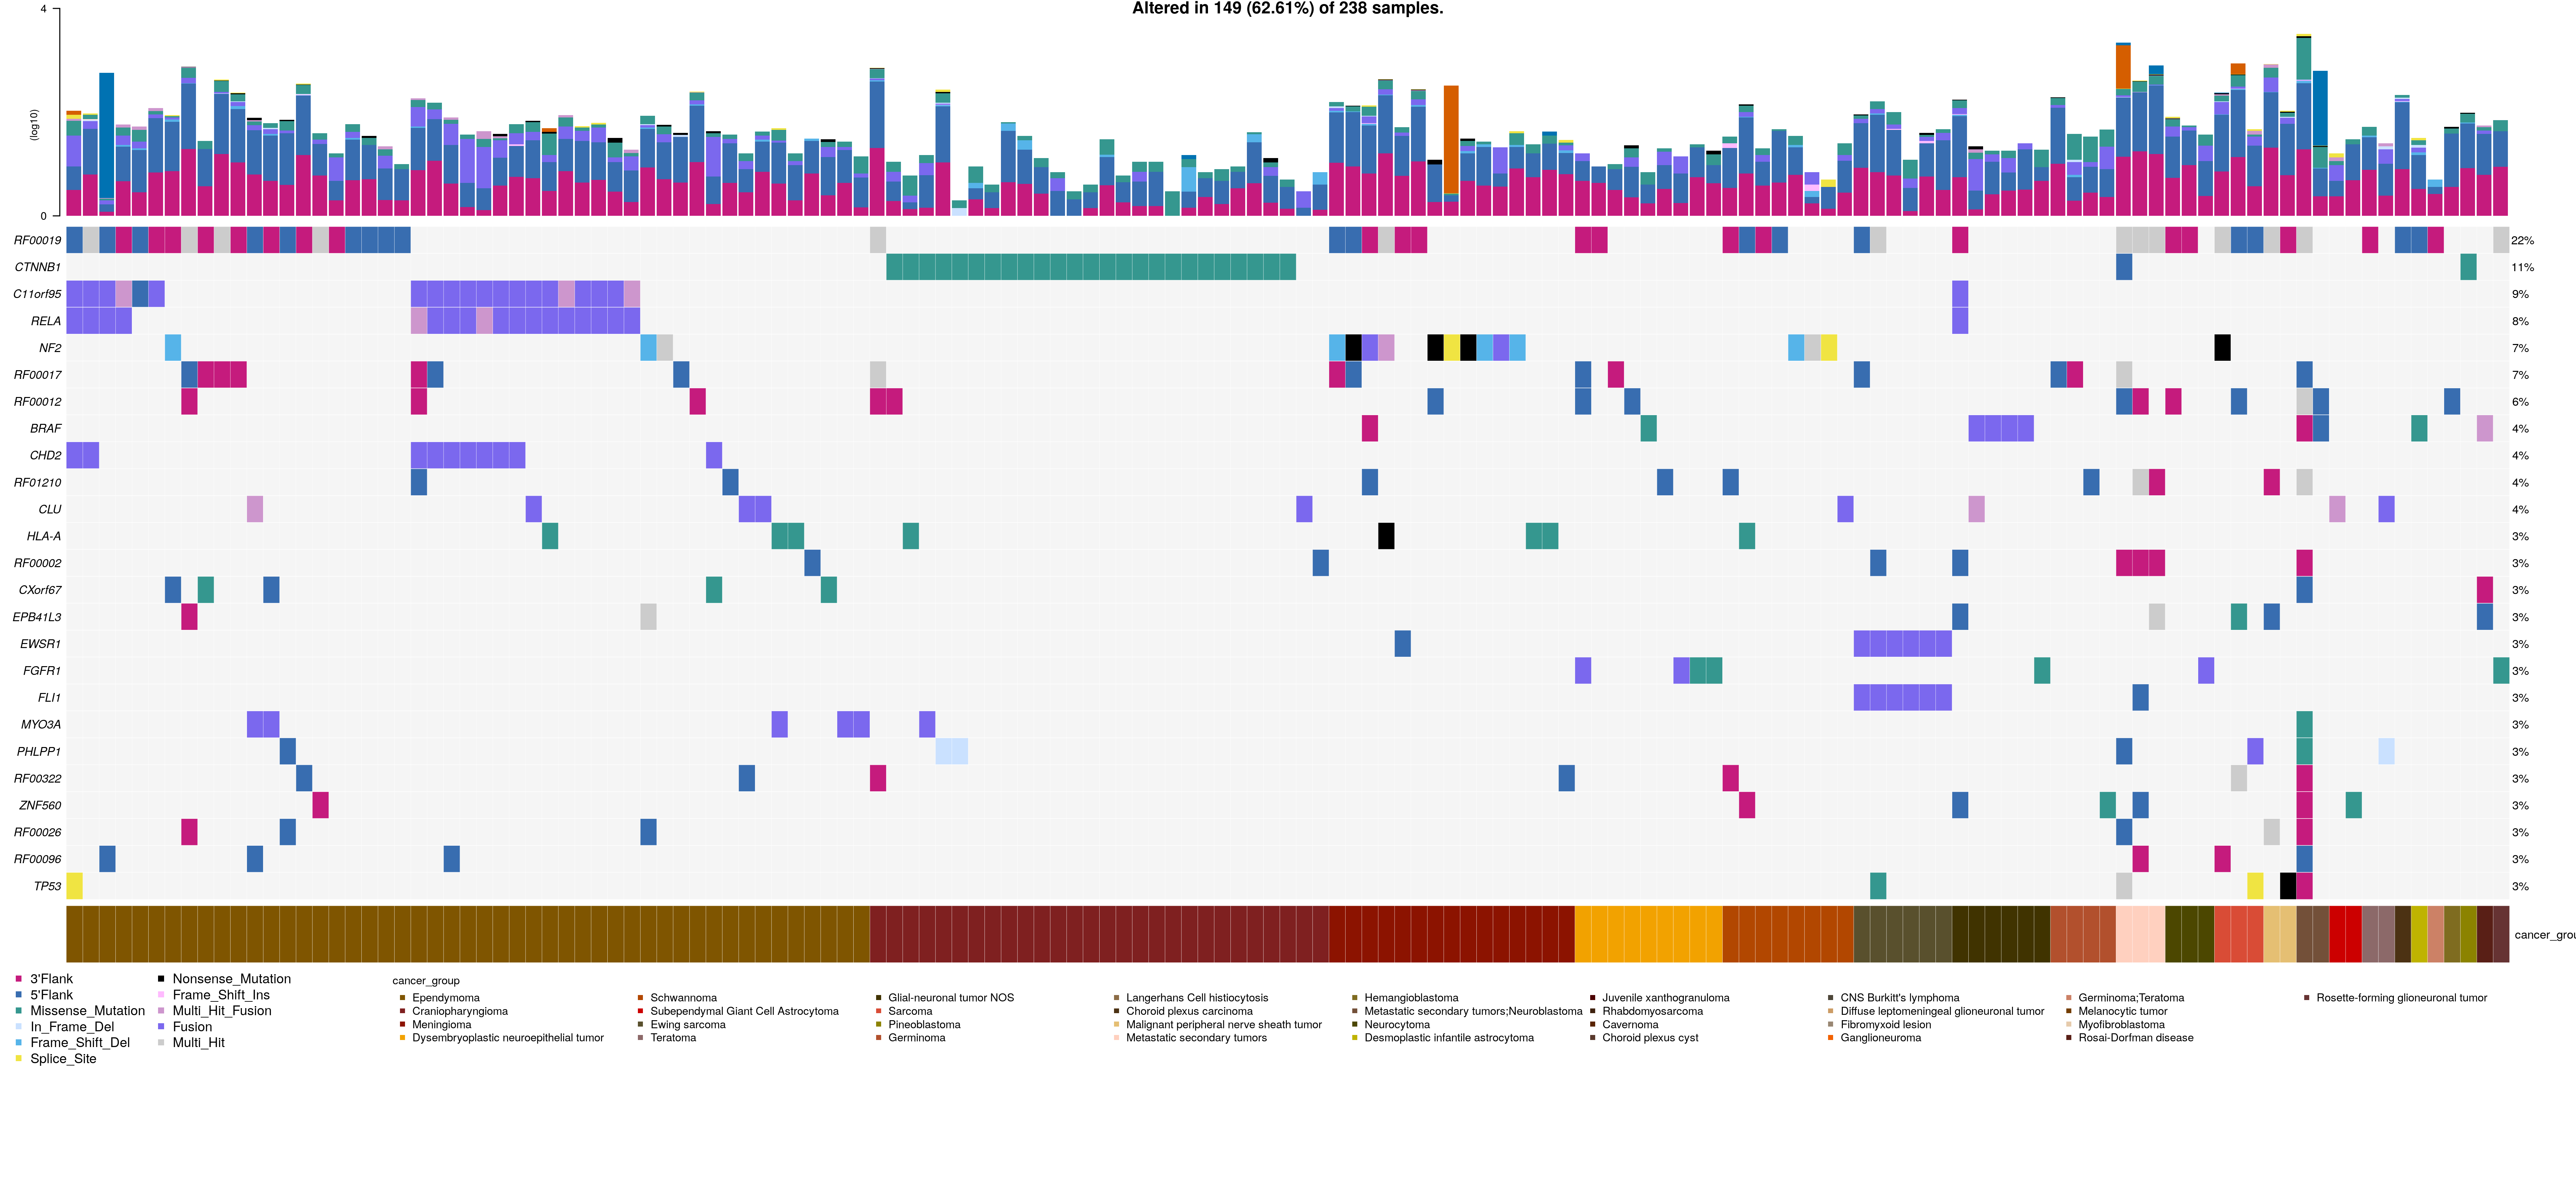 Altered in 149 (62.61%) of 238 samples.
4
(log10)
0
RF00019 22%
CTNNB1 11%
C11orf95 9%
RELA 8%
NF2 7%
RF00017 7%
RF00012 6%
BRAF 4%
CHD2 4%
RF01210 4%
CLU 4%
HLA-A 3%
RF00002 3%
CXorf67 3%
EPB41L3 3%
EWSR1 3%
FGFR1 3%
FLI1 3%
MYO3A 3%
PHLPP1 3%
RF00322 3%
ZNF560 3%
RF00026 3%
RF00096 3%
TP53 3%
cancer_grou
3'Flank
5'Flank
Missense_Mutation
In_Frame_Del
Frame_Shift_Del
Splice_Site
Nonsense_Mutation
Frame_Shift_Ins
Multi_Hit_Fusion
Fusion
Multi_Hit
cancer_group
Ependymoma
Craniopharyngioma
Meningioma
Dysembryoplastic neuroepithelial tumor
Schwannoma
Subependymal Giant Cell Astrocytoma
Ewing sarcoma
Teratoma
Glial-neuronal tumor NOS
Sarcoma
Pineoblastoma
Germinoma
Langerhans Cell histiocytosis
Choroid plexus carcinoma
Malignant peripheral nerve sheath tumor
Metastatic secondary tumors
Hemangioblastoma
Metastatic secondary tumors;Neuroblastoma
Neurocytoma
Desmoplastic infantile astrocytoma
Juvenile xanthogranuloma
Rhabdomyosarcoma
Cavernoma
Choroid plexus cyst
CNS Burkitt's lymphoma
Diffuse leptomeningeal glioneuronal tumor
Fibromyxoid lesion
Ganglioneuroma
Germinoma;Teratoma
Melanocytic tumor
Myofibroblastoma
Rosai-Dorfman disease
Rosette-forming glioneuronal tumor